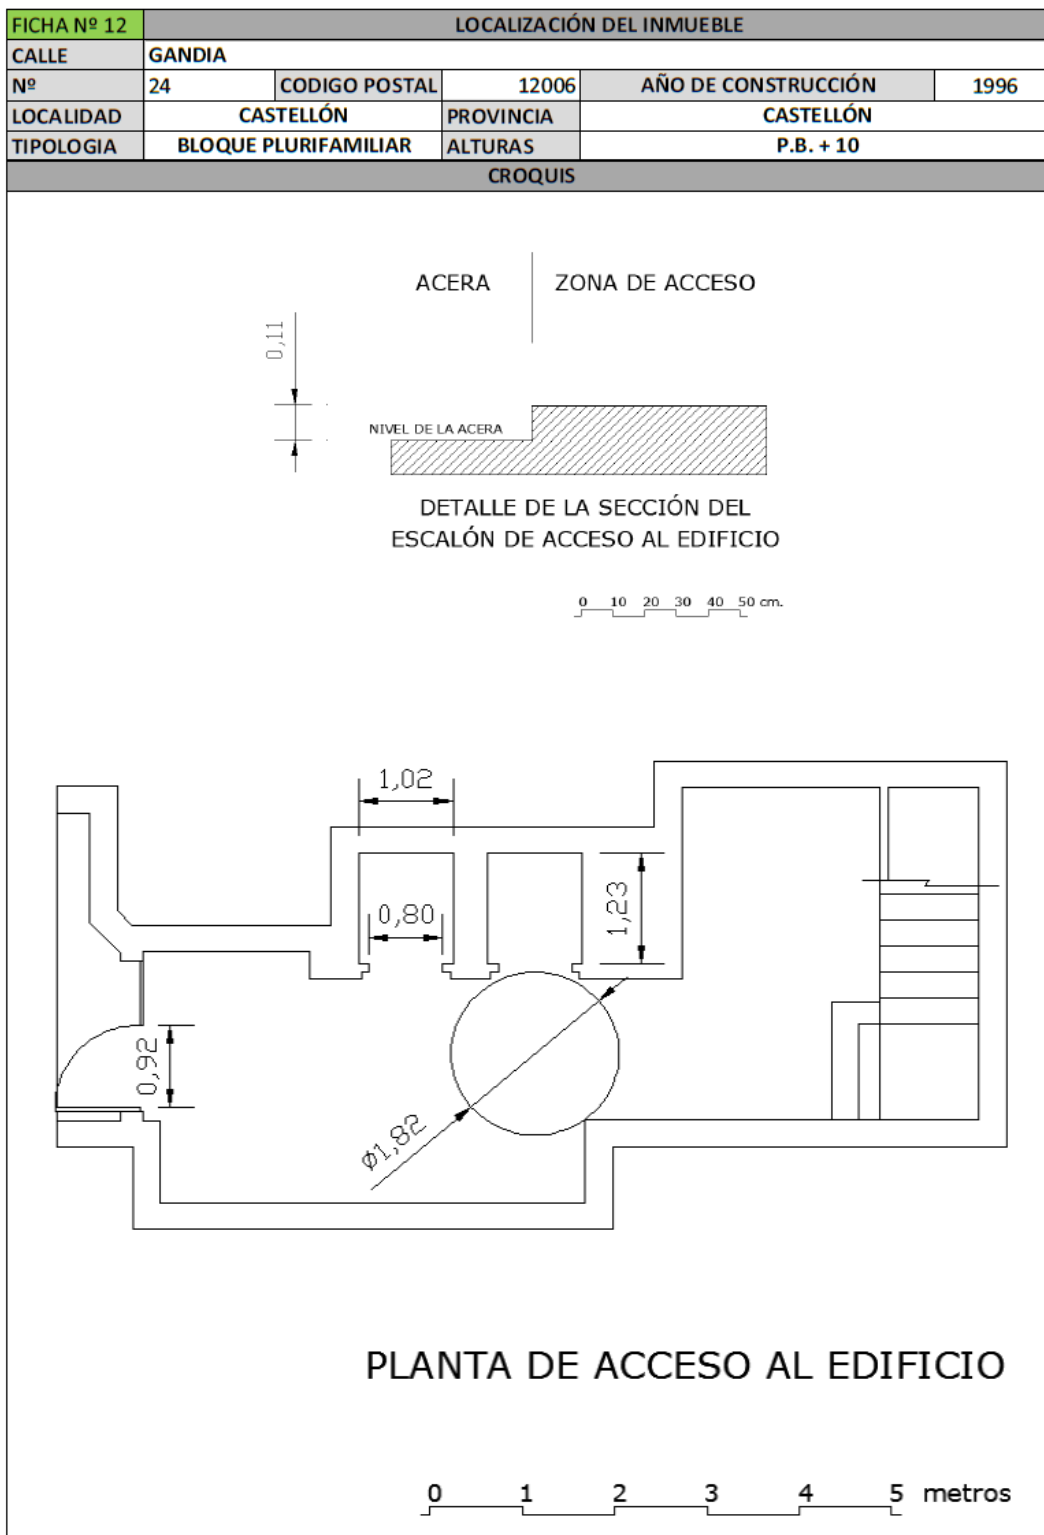 FICHA Nº 12 LOCALIZACIÓN DEL INMUEBLE
CALLE GANDIA
Nº 24 CODIGO POSTAL 12006 AÑO DE CONSTRUCCIÓN 1996
LOCALIDAD CASTELLÓN PROVINCIA CASTELLÓN
TIPOLOGIA BLOQUE PLURIFAMILIAR ALTURAS P.B. + 10
CROQUIS
ACERA ZONA DE ACCESO
0,11
NIVEL DE LA ACERA
DETALLE DE LA SECCIÓN DEL
ESCALÓN DE ACCESO AL EDIFICIO
0 10 20 30 40 50 cm.
1,02
0,80
1,23
0,92
ø1,82
PLANTA DE ACCESO AL EDIFICIO
0 1 2 3 4 5 metros